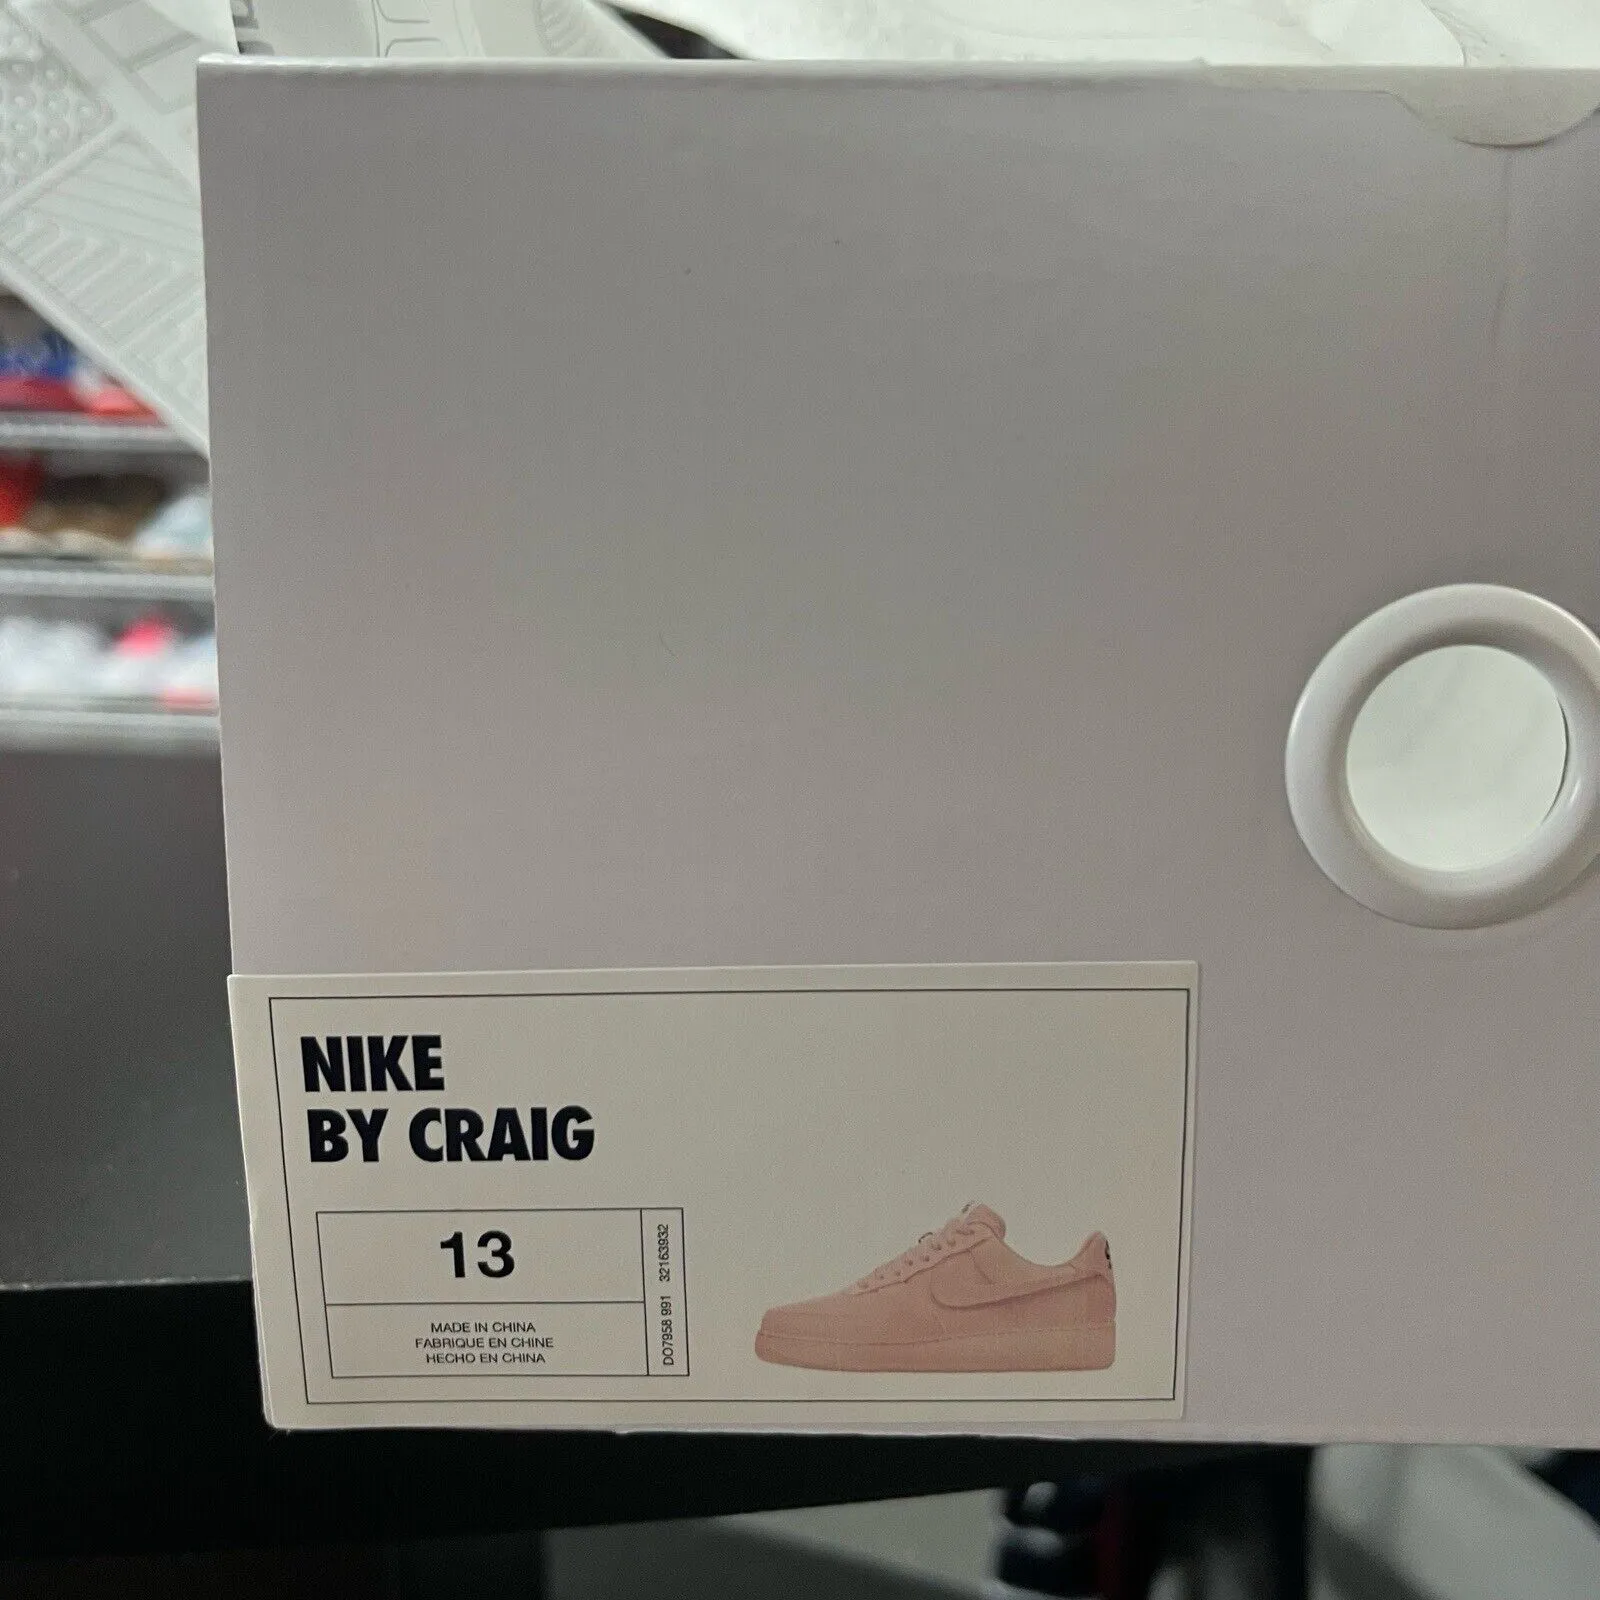 NIKE
BY CRAIG
13
MADE IN CHINA
FABRIQUE EN CHINE
HECHO EN CHINA
DO7958 991 32163932